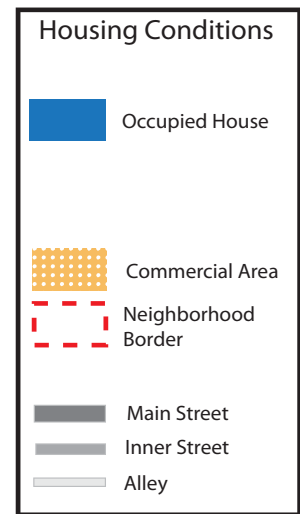 Housing Conditions
Occupied House
Commercial Area
Neighborhood
Border
Main Street
Inner Street
Alley